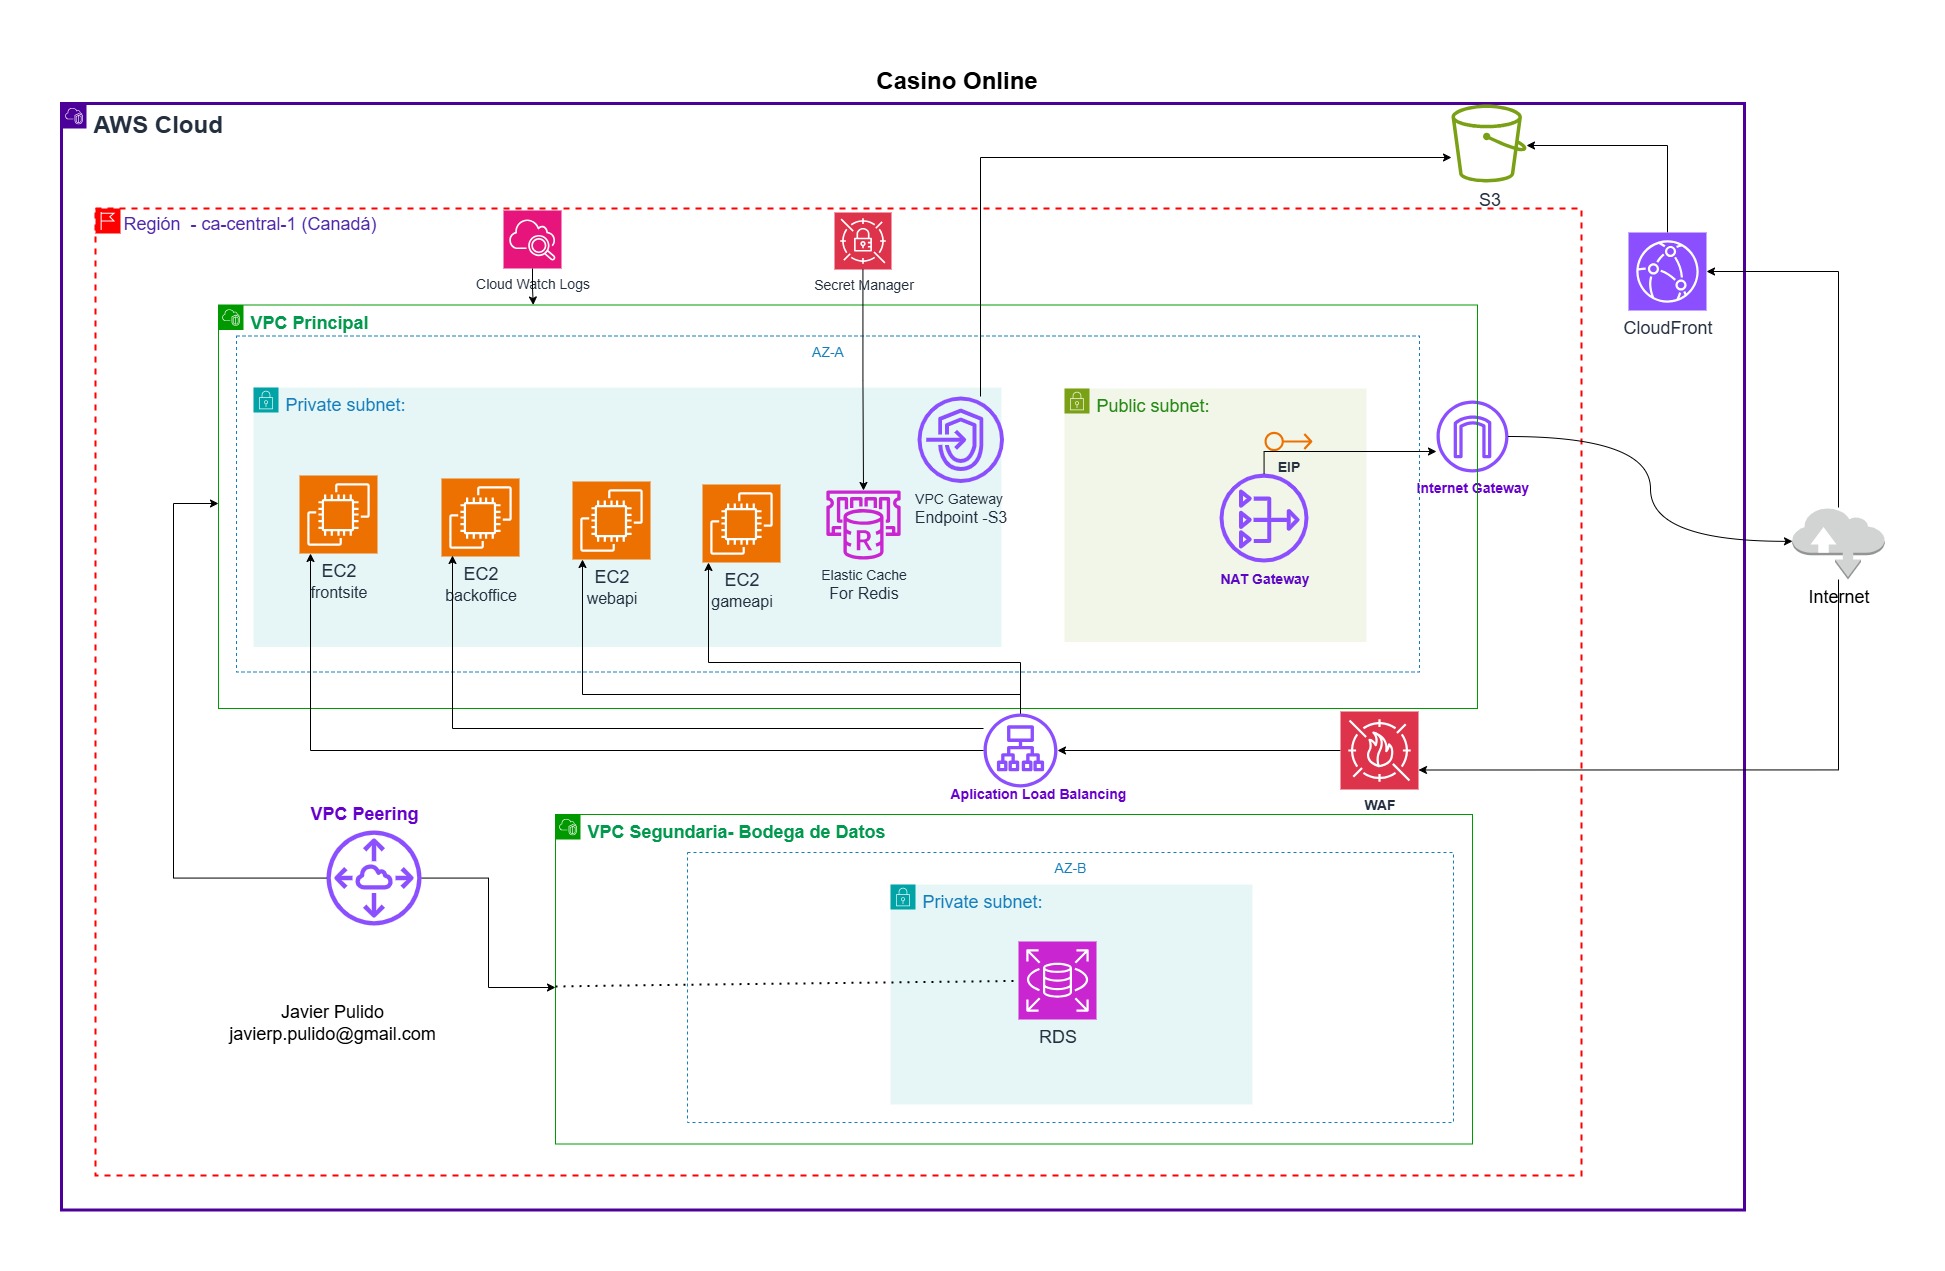 Casino Online
AWS Cloud
S3
Región  - ca-central-1 (Canadá)
Cloud Watch Logs
Secret Manager
CloudFront
VPC Principal
AZ-A
Private subnet:
Public subnet:
EIP
Internet Gateway
VPC Gateway
Endpoint -S3
EC2
frontsite
EC2
backoffice
EC2
webapi
EC2
gameapi
R
Elastic Cache
For Redis
NAT Gateway
Internet
Aplication Load Balancing
WAF
VPC Peering
VPC Segundaria- Bodega de Datos
AZ-B
Private subnet:
RDS
Javier Pulido
javierp.pulido@gmail.com